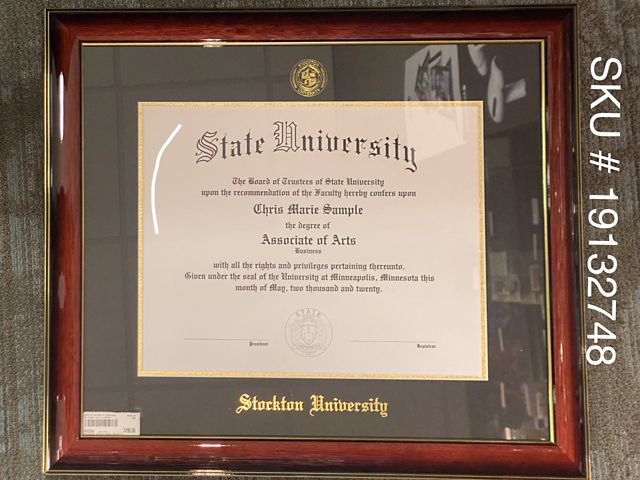 State University
The Board of Trustees of State University
upon the recommendation of the Faculty hereby confers upon
Chris Marie Sample
the degree of
Associate of Arts
Business
with all the rights and privileges pertaining thereunto.
Given under the seal of the University at Minneapolis, Minnesota this
month of May, two thousand and twenty.
STATE
President
Registrar
Stockton University
SKU # 19132748